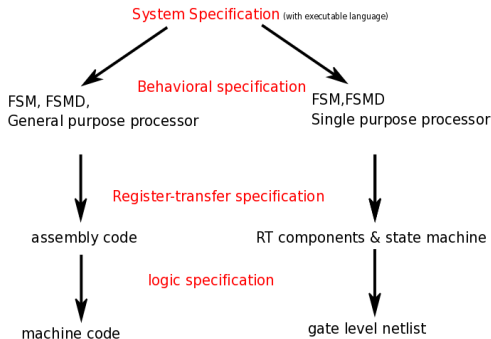 System Specification (with executable language)
Behavioral specification
FSM, FSMD,
General purpose processor
FSM,FSMD
Single purpose processor
Register-transfer specification
assembly code
RT components & state machine
logic specification
machine code
gate level netlist